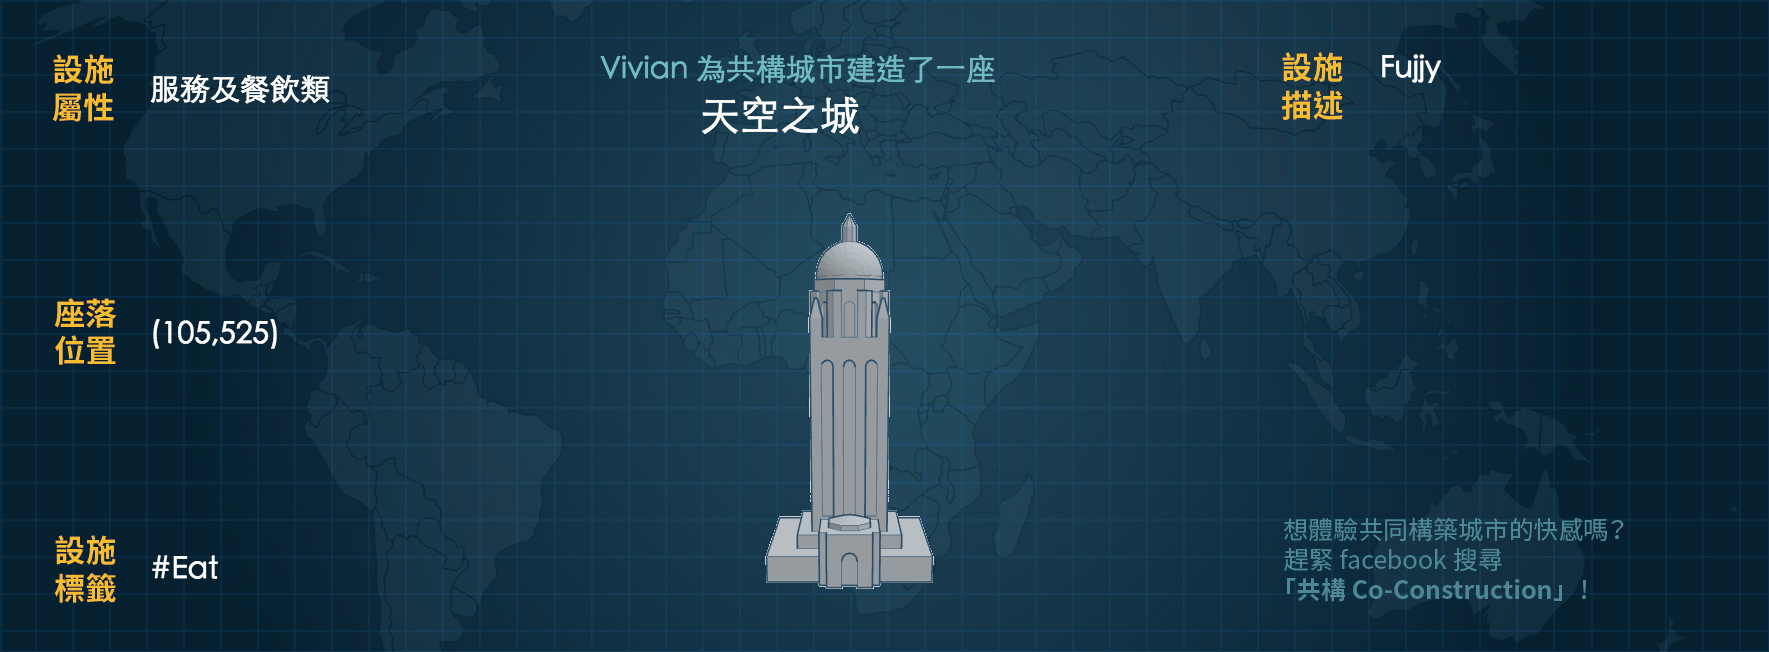 設施
屬性
服務及餐飲類
Vivian 為共構城市建造了一座
天空之城
設施
描述
Fujjy
座落
位置
(105,525)
設施
標籤
#Eat
想體驗共同構築城市的快感嗎?
趕緊 facebook 搜尋
「共構 Co-Construction」!